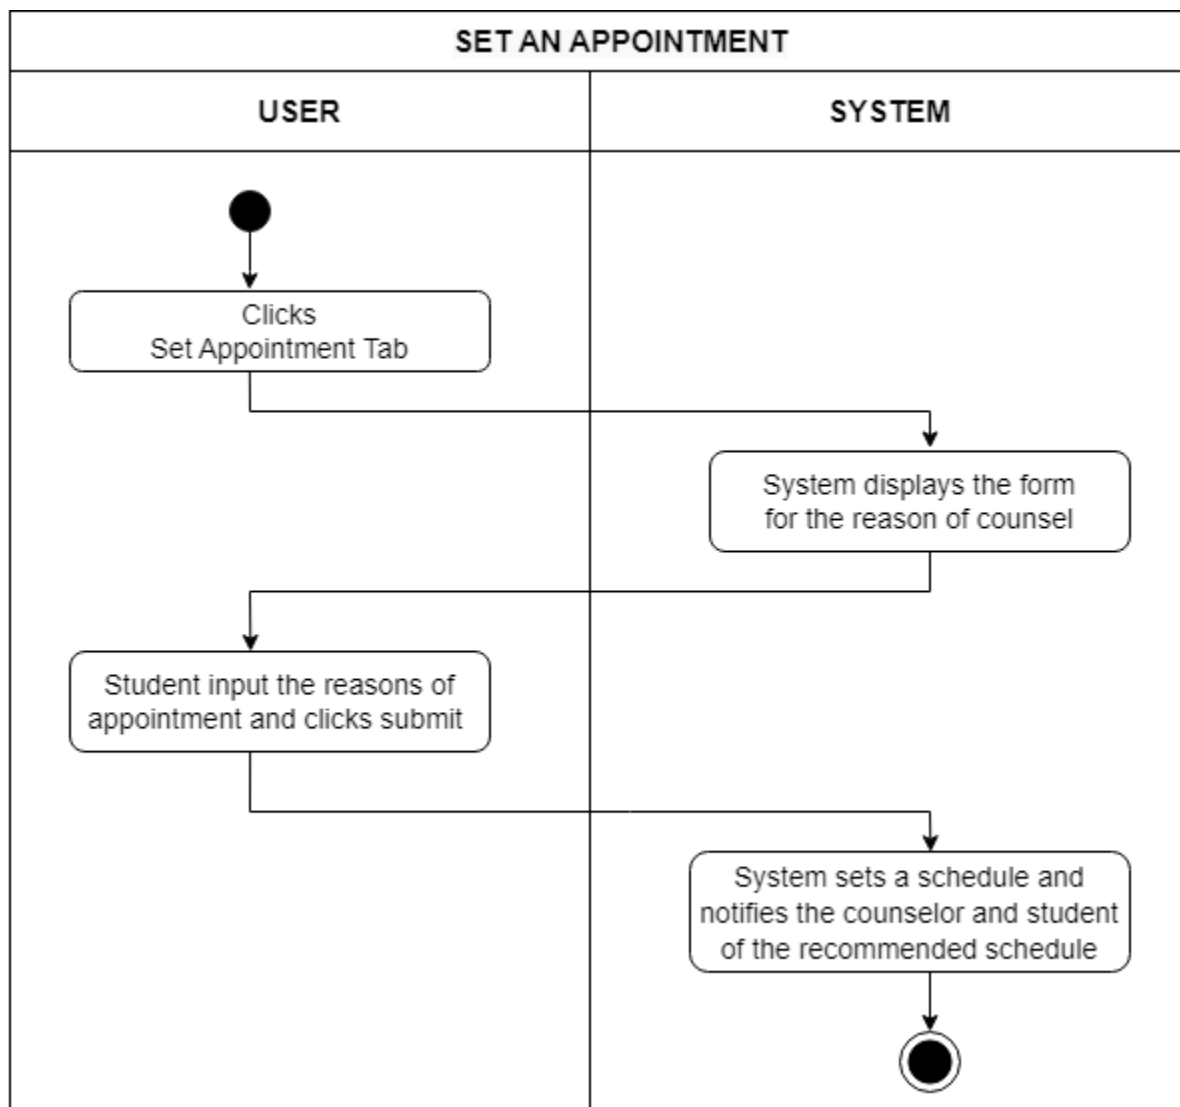 SET AN APPOINTMENT
USER
SYSTEM
Clicks
Set Appointment Tab
System displays the form
for the reason of counsel
Student input the reasons of
appointment and clicks submit
System sets a schedule and
notifies the counselor and student
of the recommended schedule